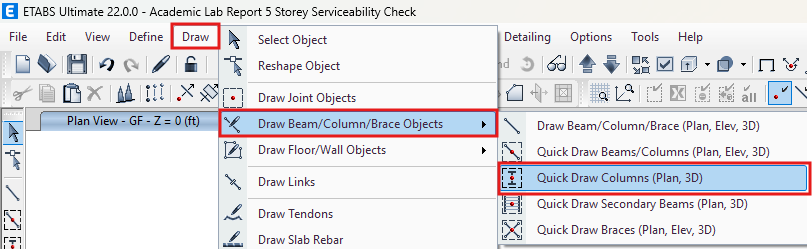 E ETABS Ultimate 22.0.0 - Academic Lab Report 5 Storey Serviceability Check
File Edit View Define Draw Detailing Options Tools Help
Select Object
Reshape Object
nd
Draw Joint Objects
all
Plan View - GF - Z = 0 (ft)
Draw Beam/Column/Brace Objects
Draw Beam/Column/Brace (Plan, Elev, 3D)
Draw Floor/Wall Objects
Quick Draw Beams/Columns (Plan, Elev, 3D)
Draw Links
Quick Draw Columns (Plan, 3D)
Draw Tendons
Quick Draw Secondary Beams (Plan, 3D)
Draw Slab Rebar
Quick Draw Braces (Plan, Elev, 3D)